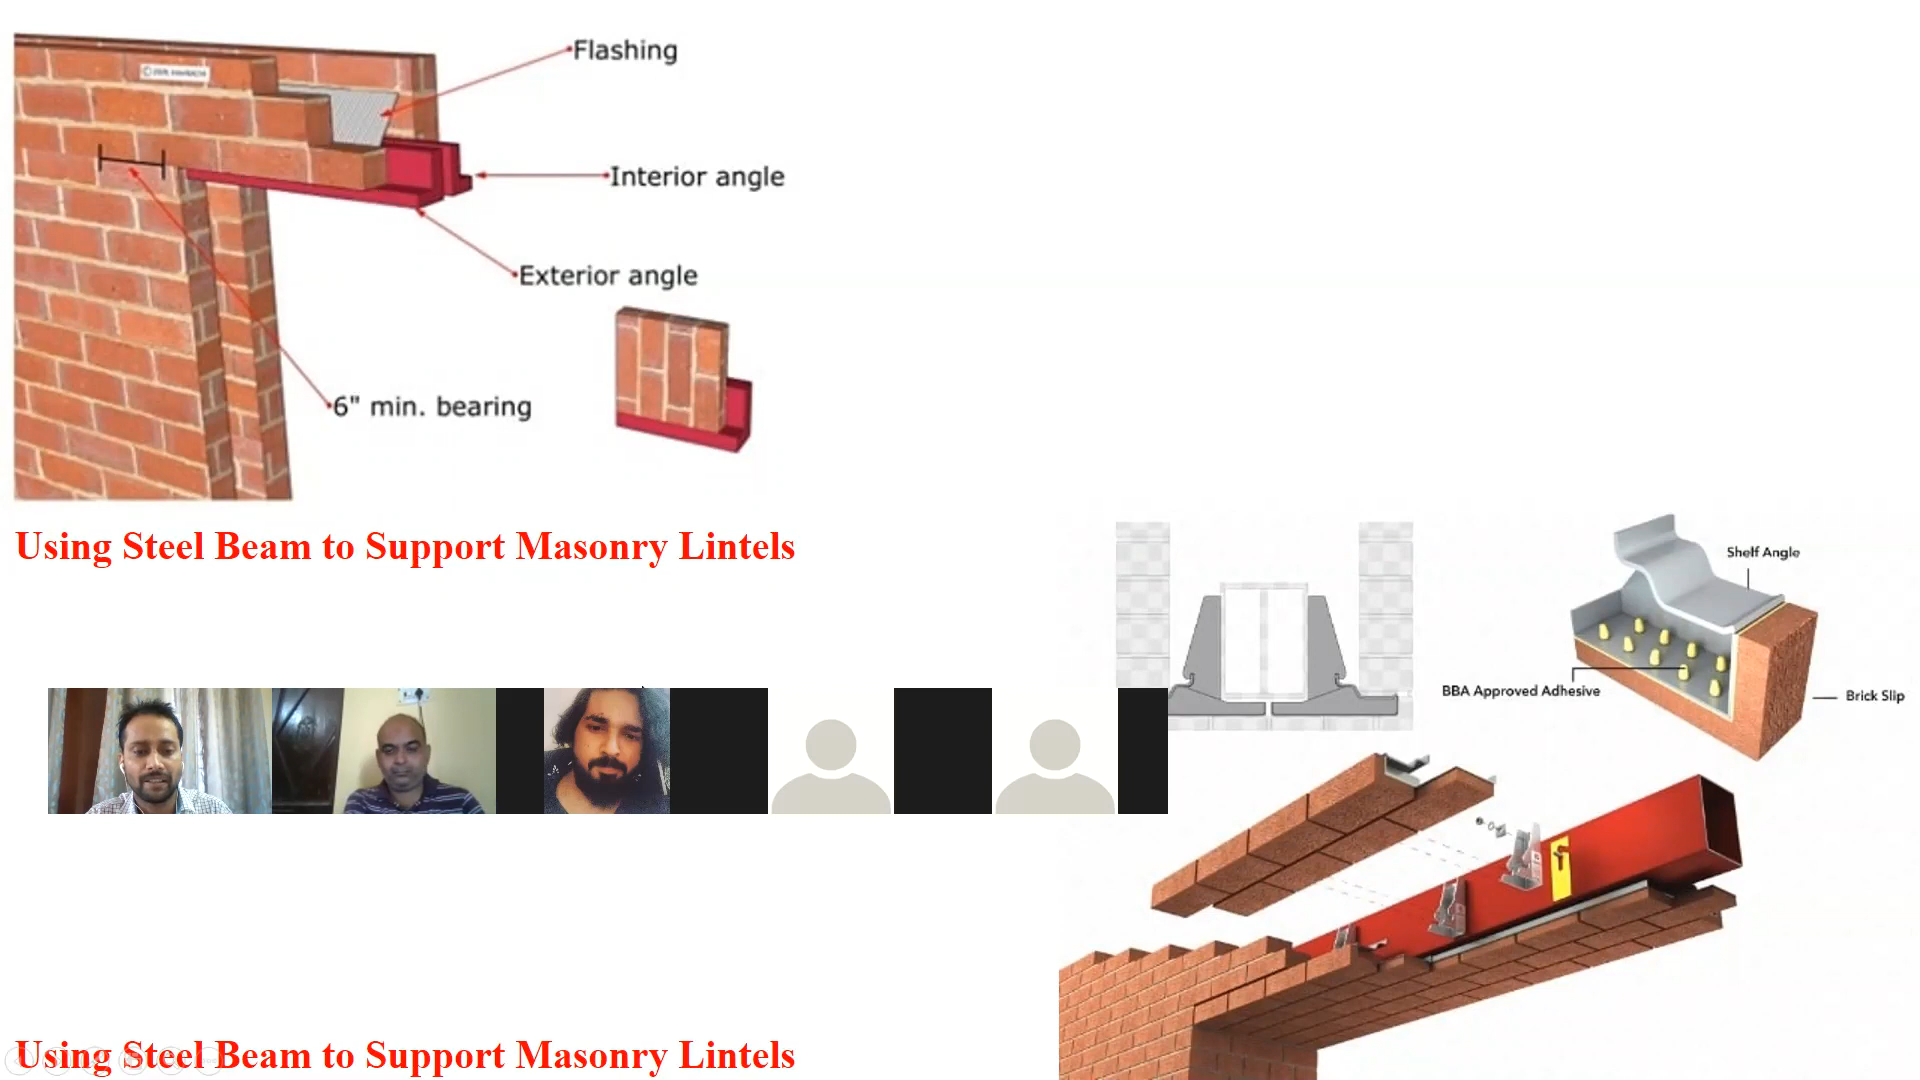 Flashing
Interior angle
Exterior angle
6" min. bearing
Using Steel Beam to Support Masonry Lintels
Shelf Angle
BBA Approved Adhesive
Brick Slip
Using Steel Beam to Support Masonry Lintels